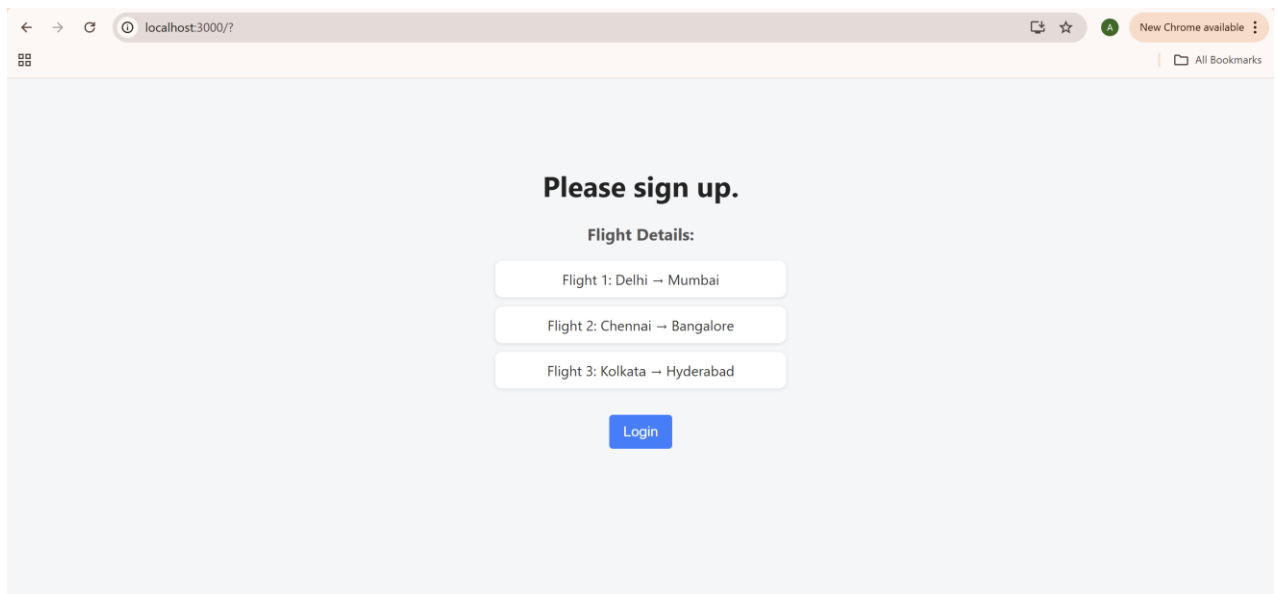 localhost:3000/?
A
New Chrome available
All Bookmarks
Please sign up.
Flight Details:
Flight 1: Delhi → Mumbai
Flight 2: Chennai → Bangalore
Flight 3: Kolkata → Hyderabad
Login